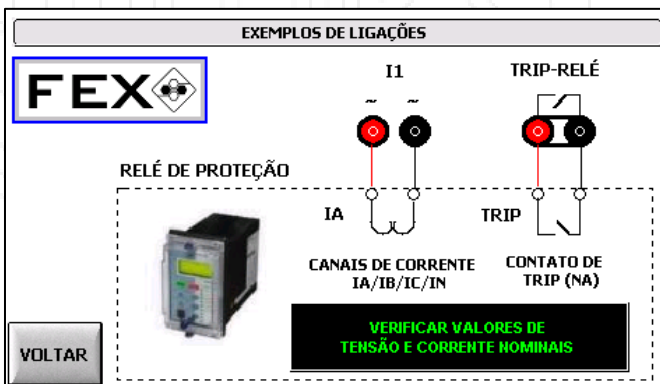 EXEMPLOS DE LIGAÇÕES
FEX
I1
TRIP-RELÉ
~ ~
RELÉ DE PROTEÇÃO
IA
TRIP
CANAIS DE CORRENTE
IA/IB/IC/IN
CONTATO DE
TRIP (NA)
VERIFICAR VALORES DE
TENSÃO E CORRENTE NOMINAIS
VOLTAR